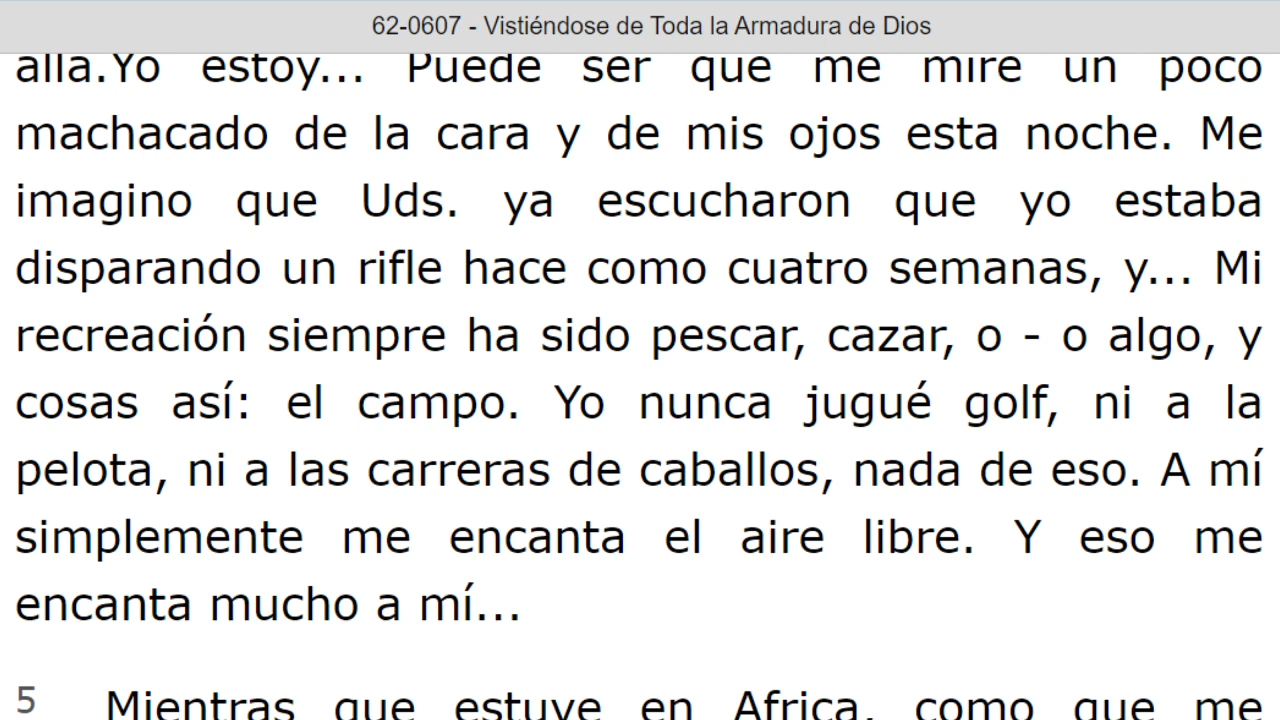 62-0607 - Vistiéndose de Toda la Armadura de Dios
allá.Yo estoy... Puede ser que me mire un poco
machacado de la cara y de mis ojos esta noche. Me
imagino que Uds. ya escucharon que yo estaba
disparando un rifle hace como cuatro semanas, y... Mi
recreación siempre ha sido pescar, cazar, o - o algo, y
cosas así: el campo. Yo nunca jugué golf, ni a la
pelota, ni a las carreras de caballos, nada de eso. A mí
simplemente me encanta el aire libre. Y eso me
encanta mucho a mí...
5 Mientras que estuve en Africa, como que me